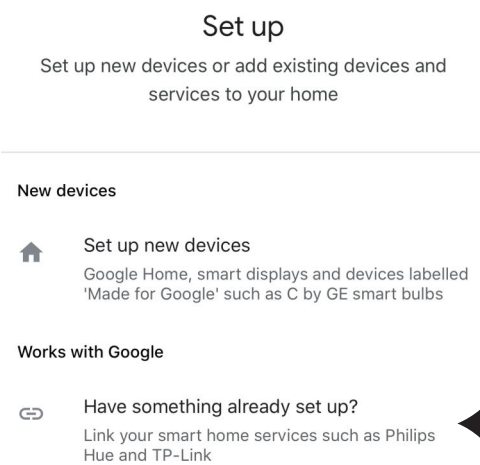 Set up
Set up new devices or add existing devices and
services to your home
New devices
Set up new devices
Google Home, smart displays and devices labelled
'Made for Google' such as C by GE smart bulbs
Works with Google
Have something already set up?
Link your smart home services such as Philips
Hue and TP-Link